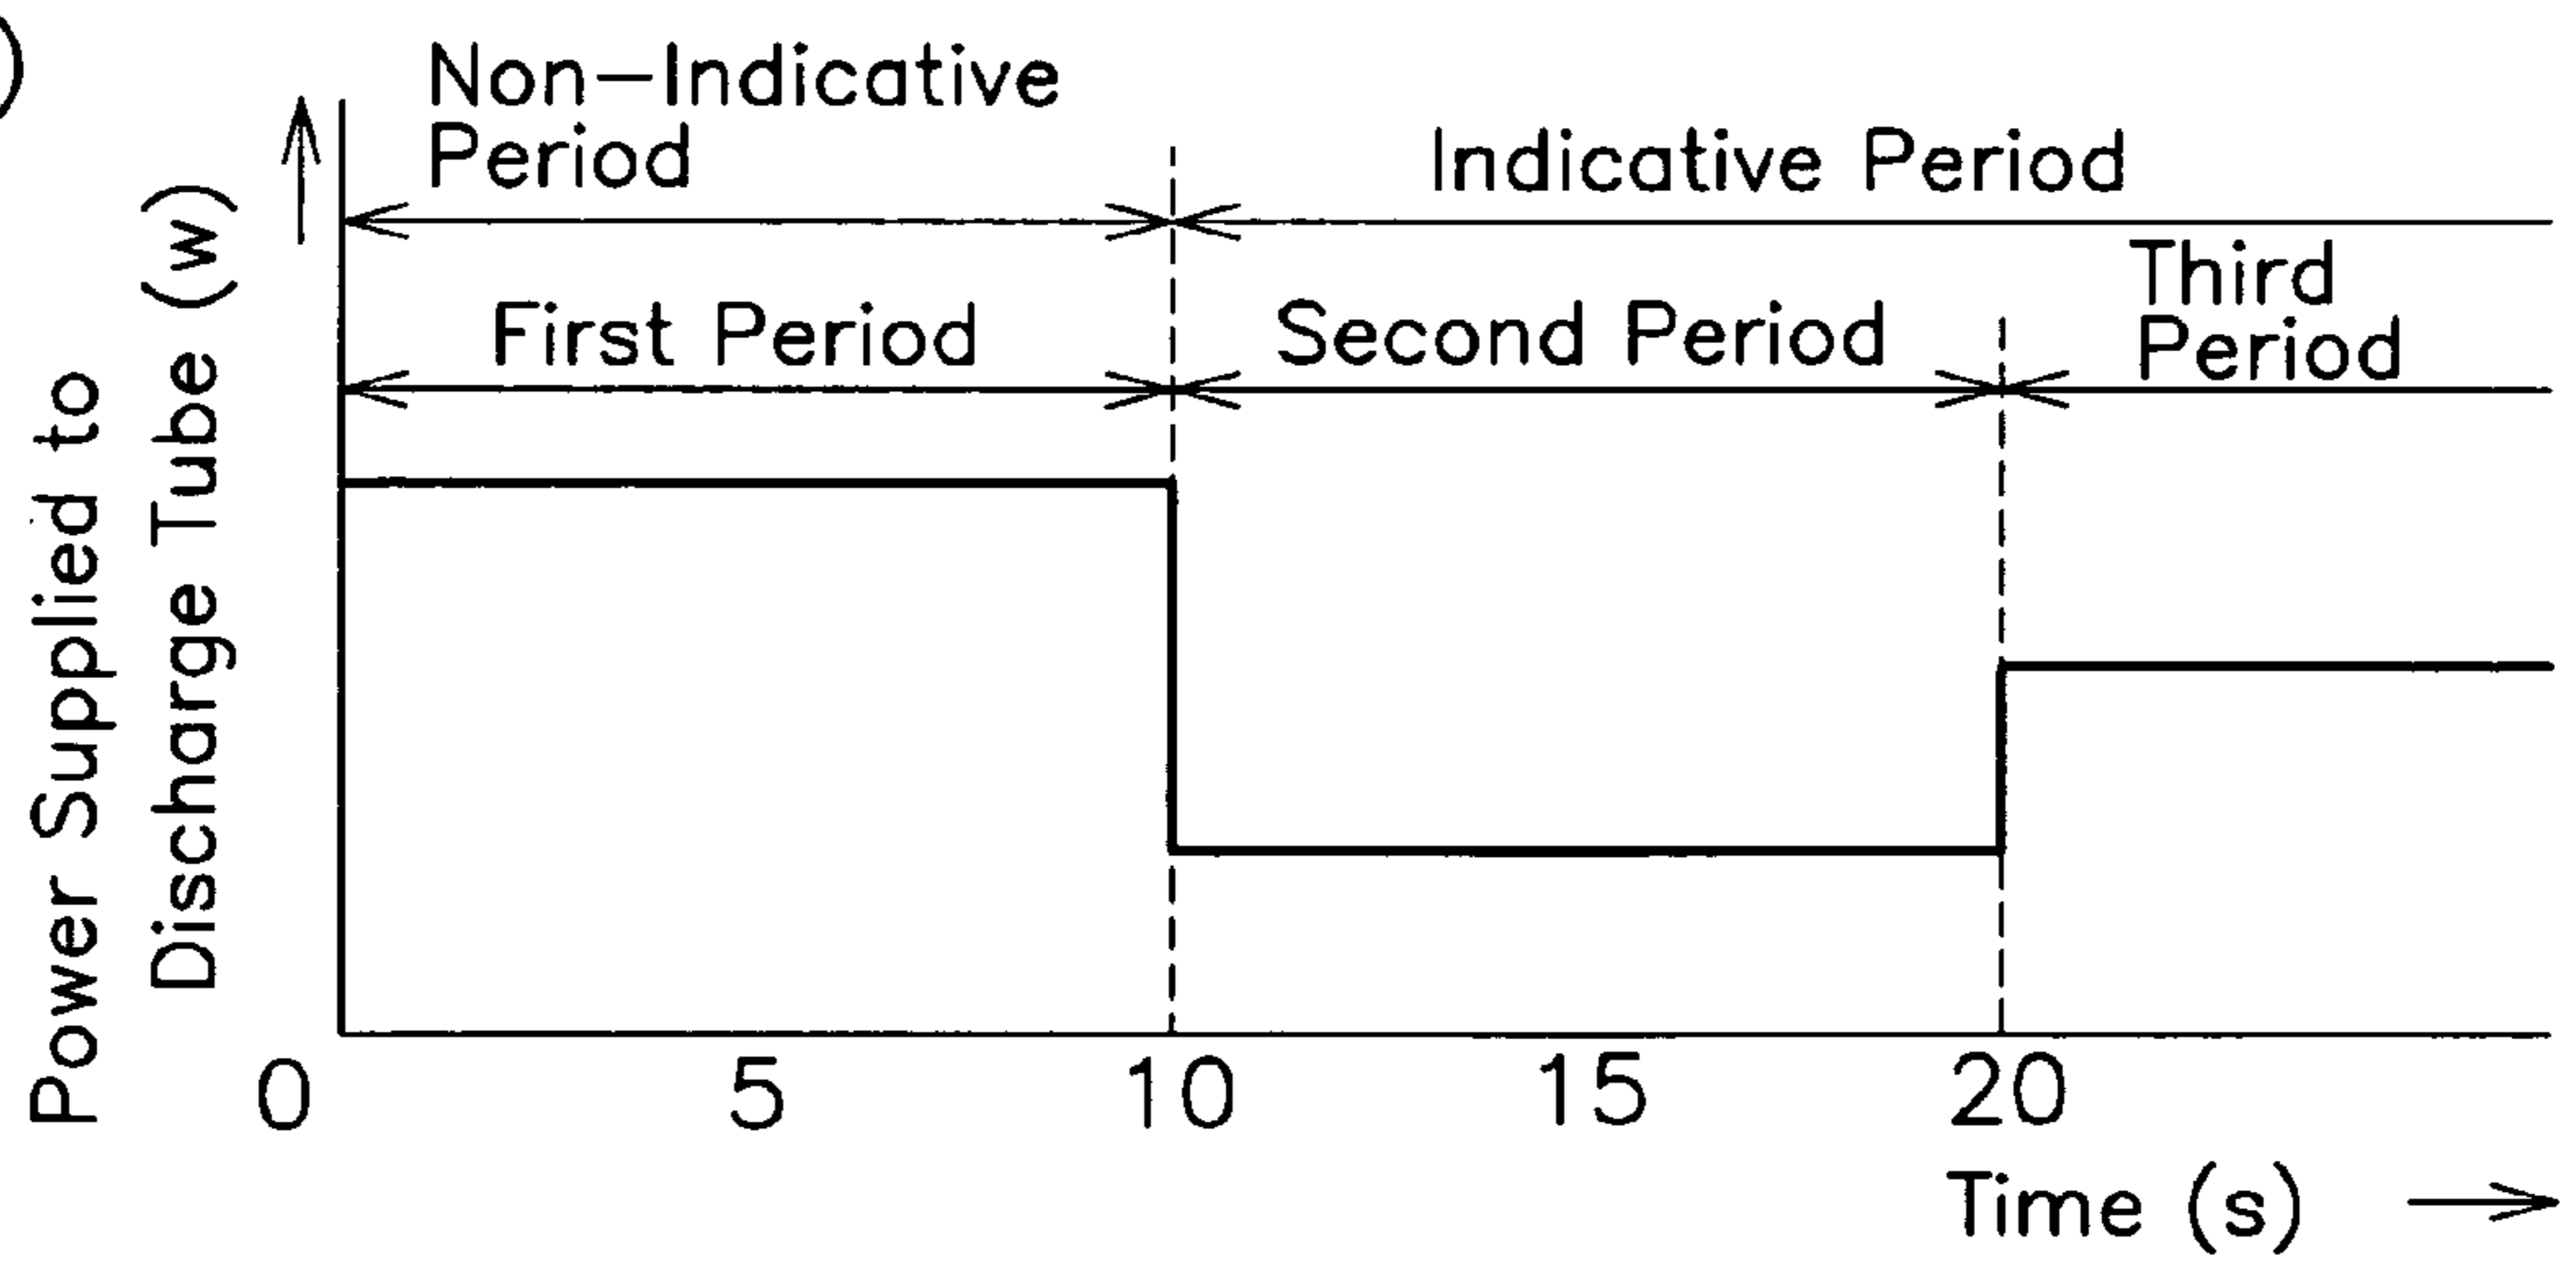 )
Non-Indicative
Period
Indicative Period
First Period
Second Period
Third
Period
Power Supplied to
Discharge Tube (w)
0
5
10
15
20
Time (s)